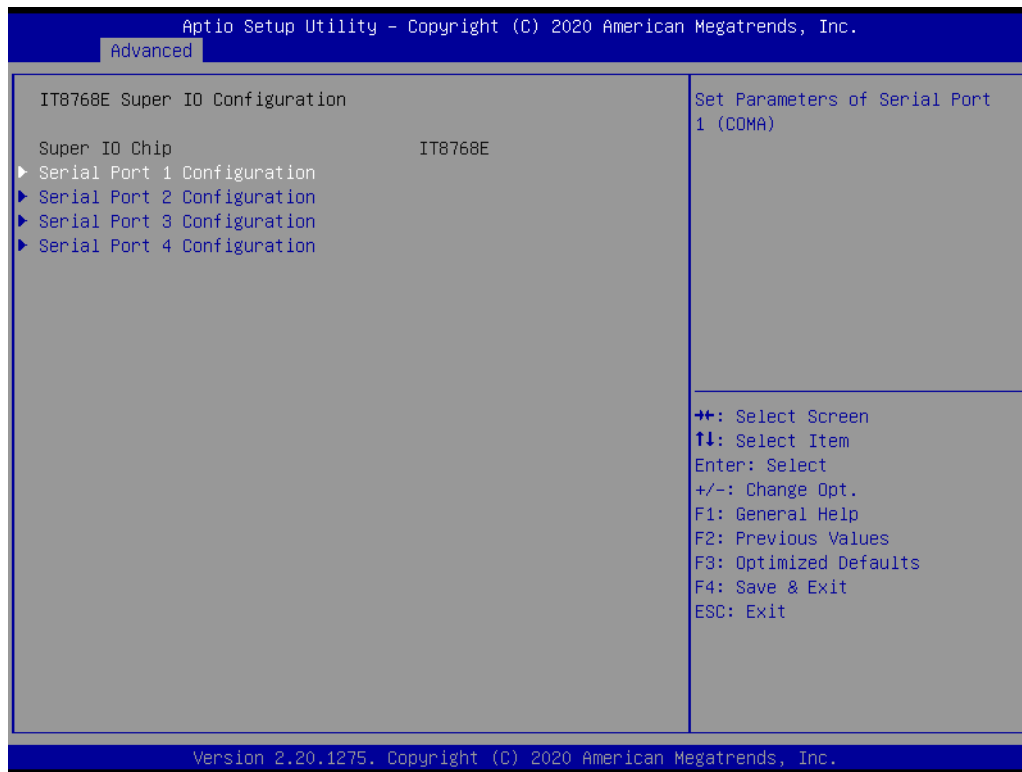 Aptio Setup Utility – Copyright (C) 2020 American Megatrends, Inc.
Advanced
IT8768E Super IO Configuration
Super IO Chip IT8768E
▶ Serial Port 1 Configuration
▶ Serial Port 2 Configuration
▶ Serial Port 3 Configuration
▶ Serial Port 4 Configuration
Set Parameters of Serial Port
1 (COMA)
→←: Select Screen
↑↓: Select Item
Enter: Select
+/-: Change Opt.
F1: General Help
F2: Previous Values
F3: Optimized Defaults
F4: Save & Exit
ESC: Exit
Version 2.20.1275. Copyright (C) 2020 American Megatrends, Inc.